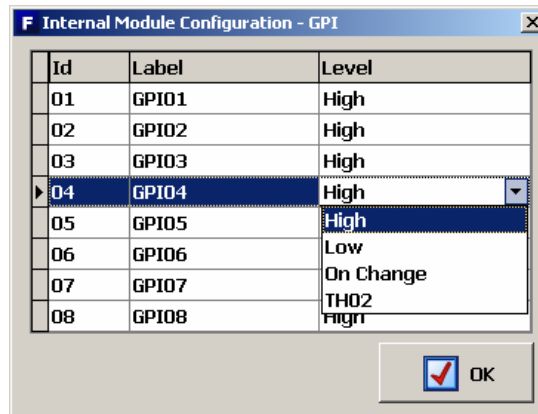 F Internal Module Configuration - GPI
Id Label Level
01 GPI01 High
02 GPI02 High
03 GPI03 High
04 GPI04 High
05 GPI05 High
06 GPI06 Low
07 GPI07 On Change
TH02
08 GPI08 High
OK